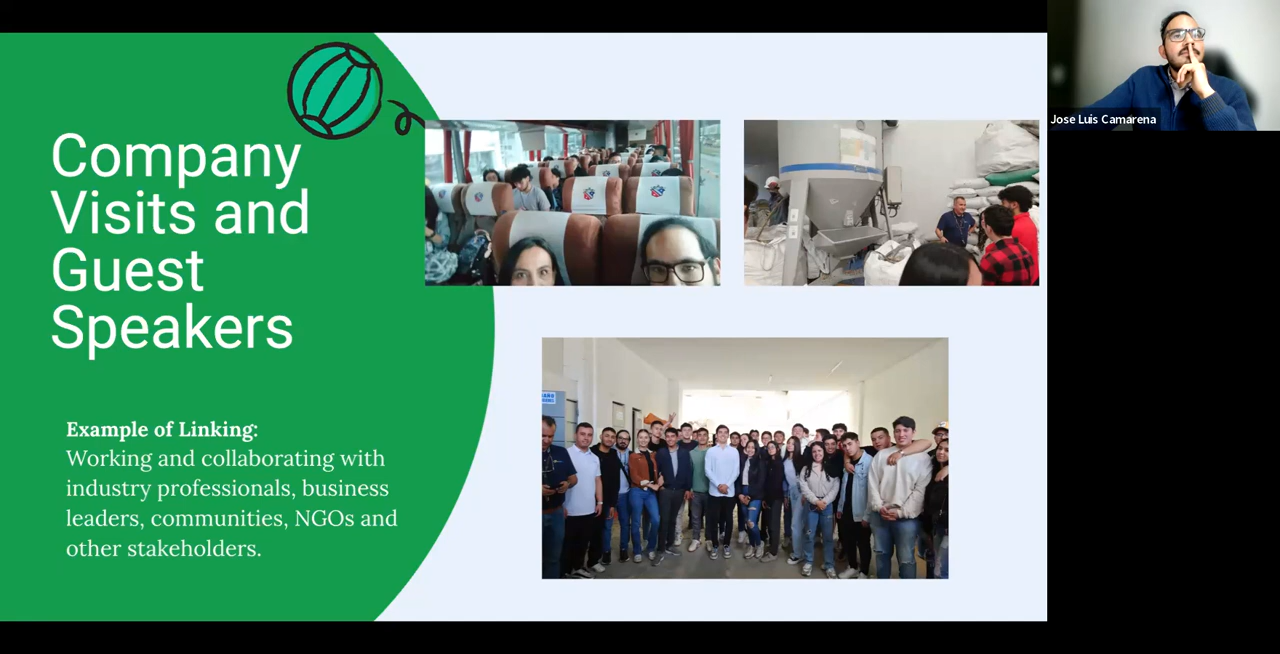 Company
Visits and
Guest
Speakers
Example of Linking:
Working and collaborating with
industry professionals, business
leaders, communities, NGOs and
other stakeholders.
Jose Luis Camarena